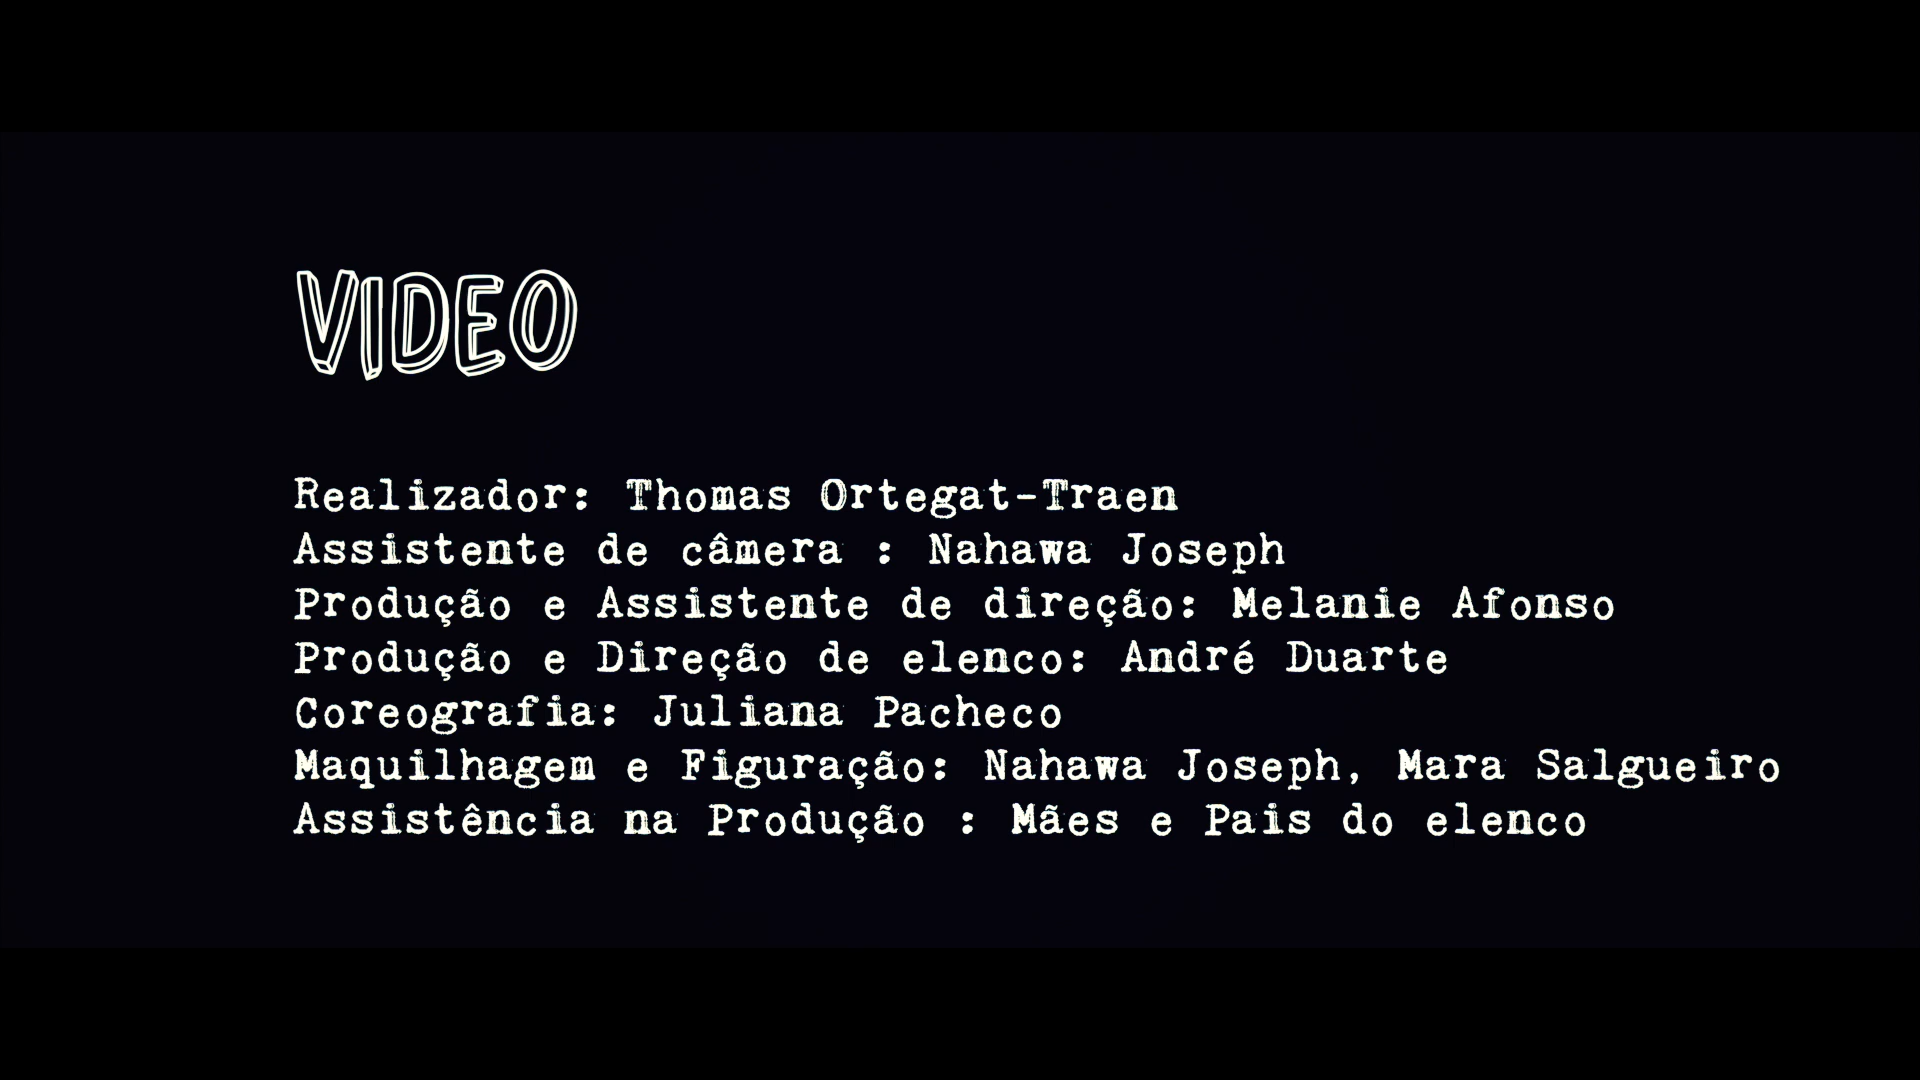 VIDEO
Realizador: Thomas Ortegat-Traen
Assistente de câmera : Nahawa Joseph
Produção e Assistente de direção: Melanie Afonso
Produção e Direção de elenco: André Duarte
Coreografia: Juliana Pacheco
Maquilhagem e Figuração: Nahawa Joseph, Mara Salgueiro
Assistência na Produção : Mães e Pais do elenco